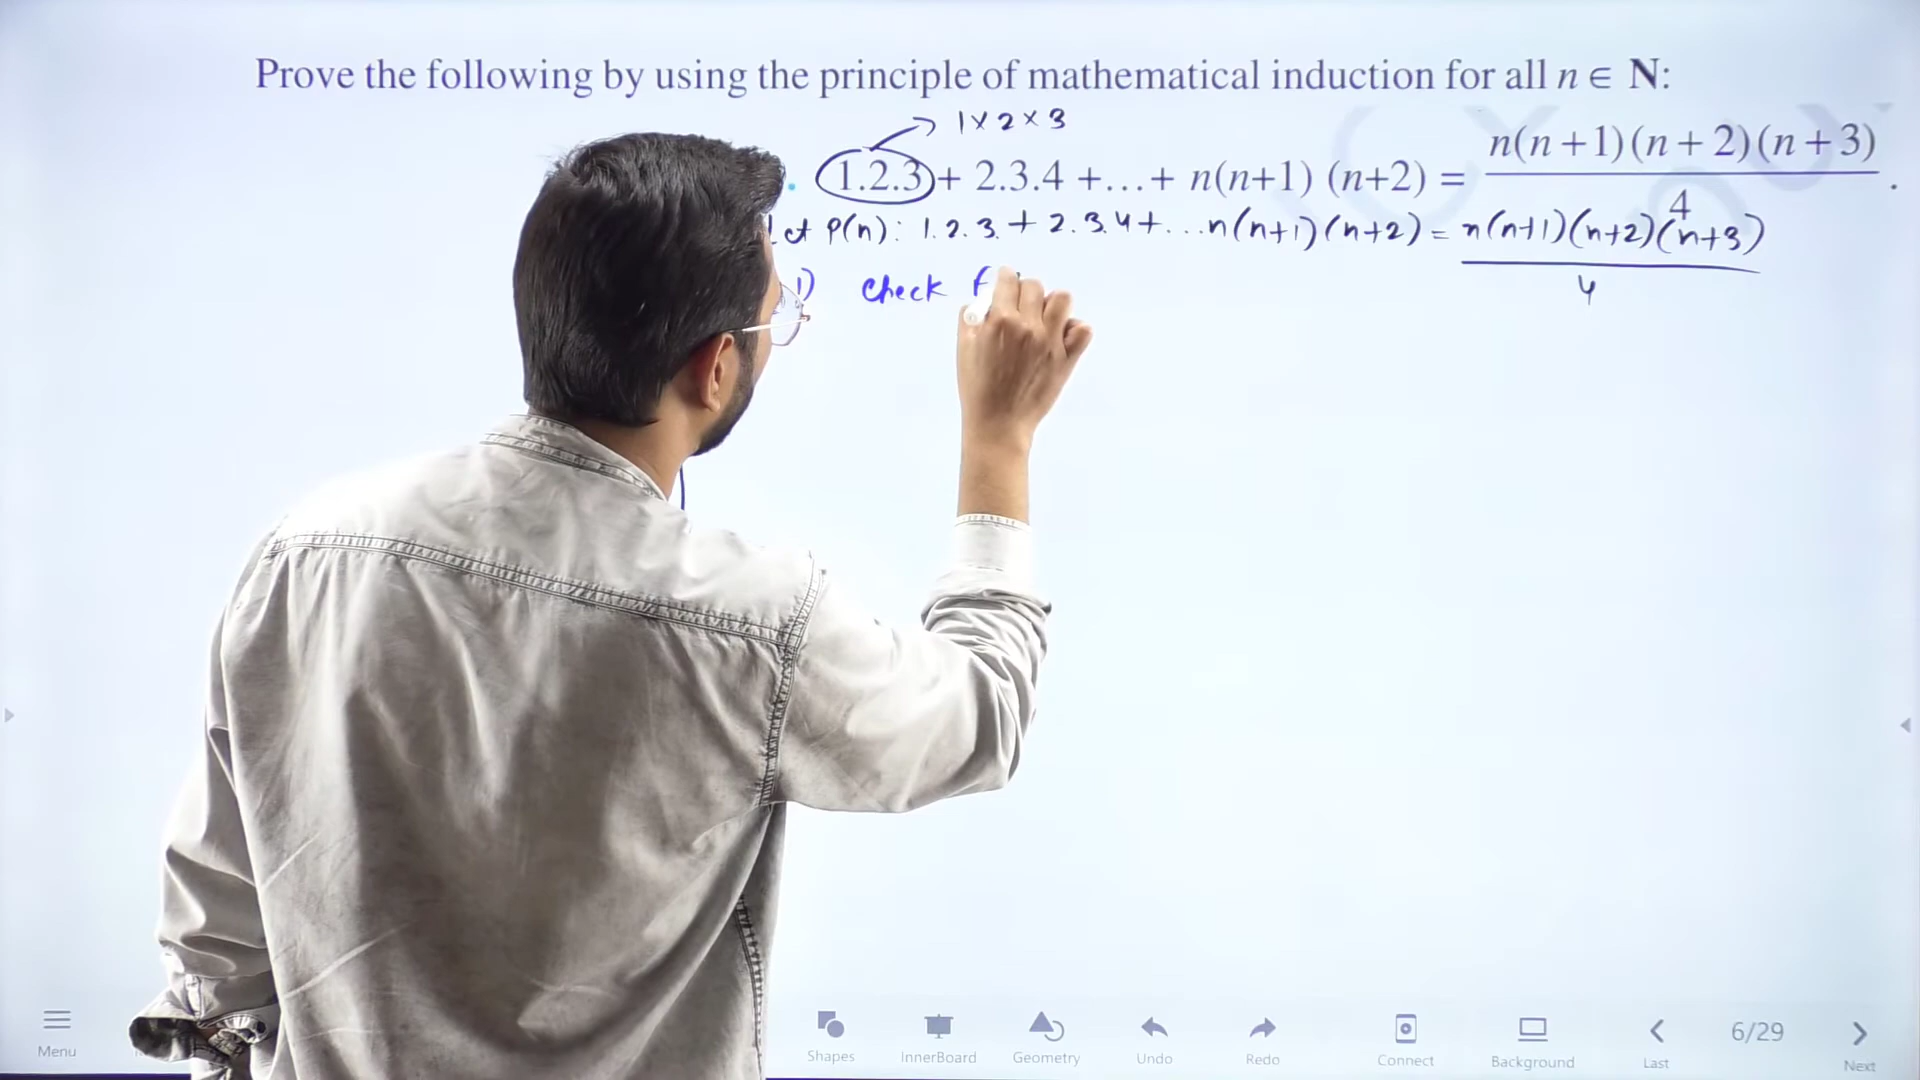 Prove the following by using the principle of mathematical induction for all n ∈ N:
1×2×3
1.2.3 + 2.3.4 +...+ n(n+1) (n+2) = n(n+1)(n+2)(n+3)/4.
Let P(n): 1.2.3.+ 2.3.4+...n(n+1)(n+2) = n(n+1)(n+2)(n+3)/4
1) Check
Menu
Shapes
InnerBoard
Geometry
Undo
Redo
Connect
Background
Last
6/29
Next